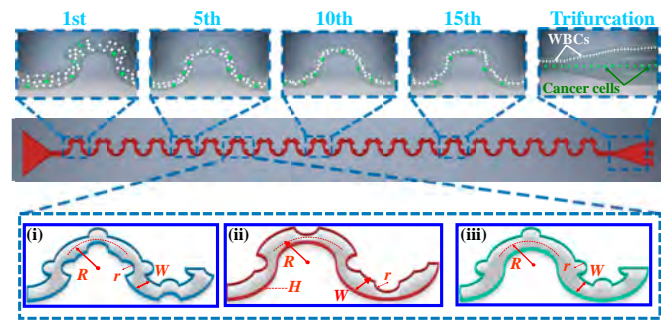 1st 5th 10th 15th Trifurcation
WBCs
Cancer cells
(i) (ii) (iii)
R r W
R H W r
R r W